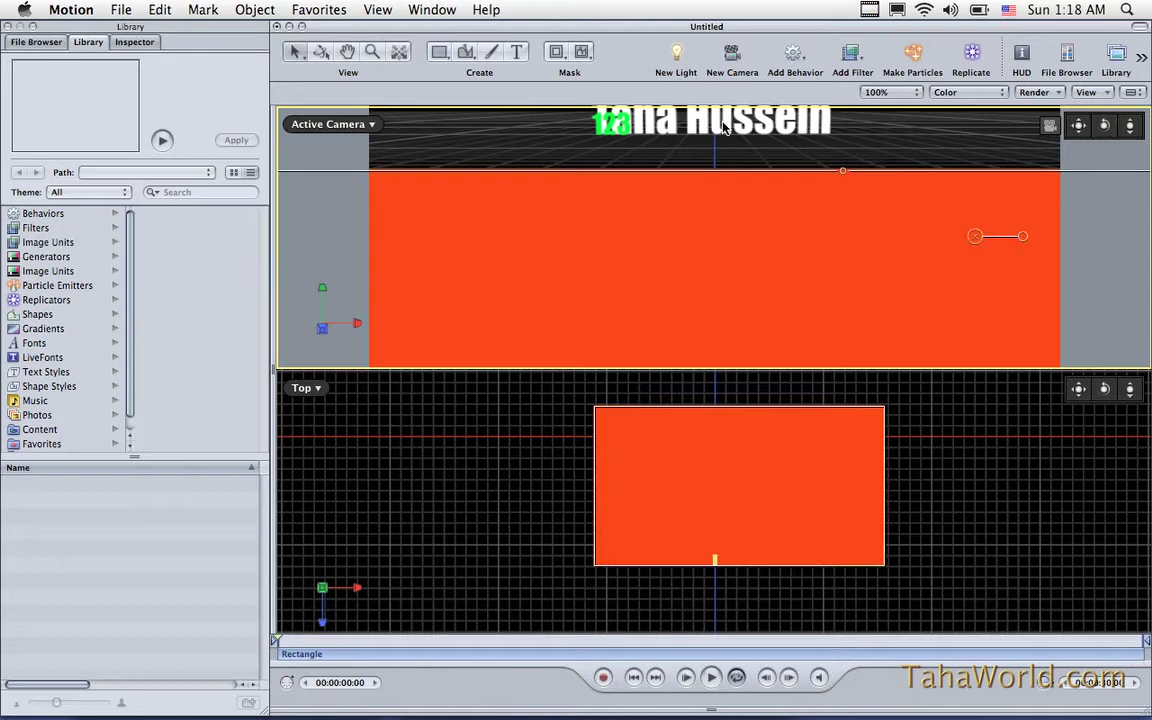 Motion File Edit Mark Object Favorites View Window Help Sun 1:18 AM
Library Untitled
File Browser Library Inspector
View Create Mask New Light New Camera Add Behavior Add Filter Make Particles Replicate HUD File Browser Library
100% Color Render View
Apply
Path:
Theme: All Search
Behaviors
Filters
Image Units
Generators
Image Units
Particle Emitters
Replicators
Shapes
Gradients
Fonts
LiveFonts
Text Styles
Shape Styles
Music
Photos
Content
Favorites
Name
Active Camera
123 Taha Hussein
Top
Rectangle
00:00:00:00
TahaWorld.com